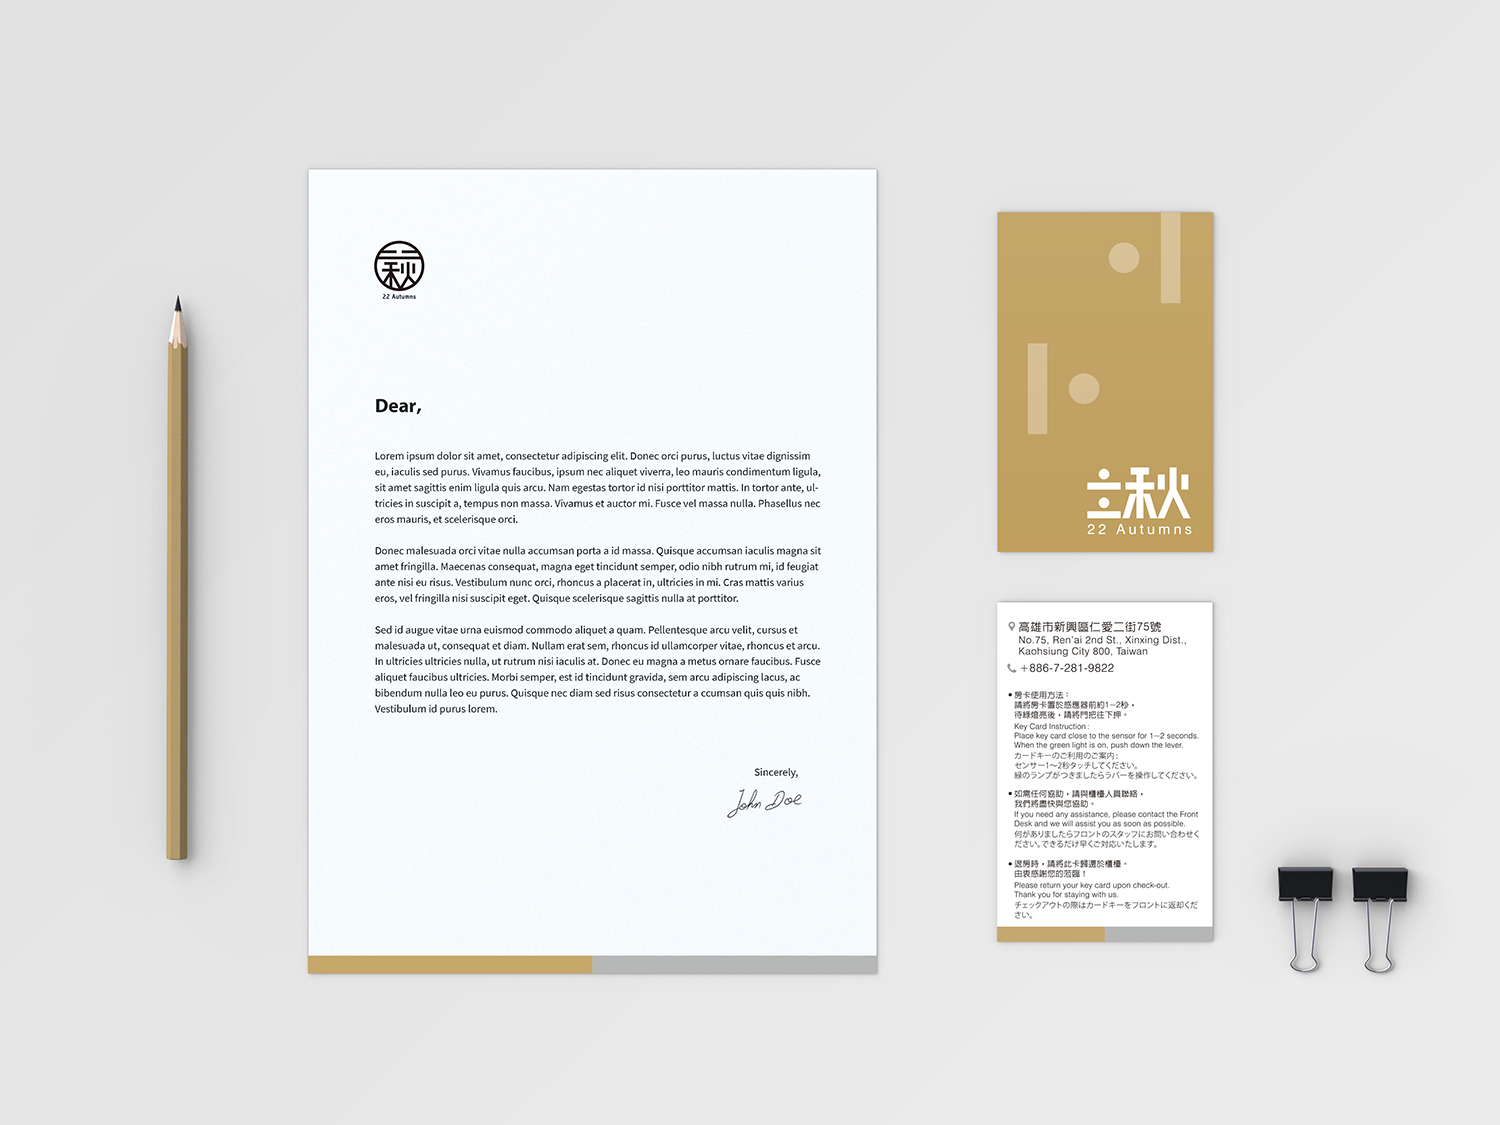 立秋
22 Autumns
Dear,
Lorem ipsum dolor sit amet, consectetur adipiscing elit. Donec orci purus, luctus vitae dignissim
eu, iaculis sed purus. Vivamus faucibus, ipsum nec aliquet viverra, leo mauris condimentum ligula,
sit amet sagittis enim ligula quis arcu. Nam egestas tortor id nisi porttitor mattis. In tortor ante, ul-
tricies in suscipit a, tempus non massa. Vivamus et auctor mi. Fusce vel massa nulla. Phasellus nec
eros mauris, et scelerisque orci.
Donec malesuada orci vitae nulla accumsan porta a id massa. Quisque accumsan iaculis magna sit
amet fringilla. Maecenas consequat, magna eget tincidunt semper, odio nibh rutrum mi, id feugiat
ante nisi eu risus. Vestibulum nunc orci, rhoncus a placerat in, ultricies in mi. Cras mattis varius
eros, vel fringilla nisi suscipit eget. Quisque scelerisque sagittis nulla at porttitor.
Sed id augue vitae urna euismod commodo aliquet a quam. Pellentesque arcu velit, cursus et
malesuada ut, consequat et diam. Nullam erat sem, rhoncus id ullamcorper vitae, rhoncus et arcu.
In ultricies ultricies nulla, ut rutrum nisi iaculis at. Donec eu magna a metus ornare faucibus. Fusce
aliquet faucibus ultricies. Morbi semper, est id tincidunt gravida, sem arcu adipiscing lacus, ac
bibendum nulla leo eu purus. Quisque nec diam sed risus consectetur a ccumsan quis quis nibh.
Vestibulum id purus lorem.
Sincerely,
John Doe
立秋
22 Autumns
高雄市新興區仁愛二街75號
No.75, Ren'ai 2nd St., Xinxing Dist.,
Kaohsiung City 800, Taiwan
+886-7-281-9822
•房卡使用方法：
請將房卡置於感應器前約1~2秒，
待綠燈亮後，請將門把往下押。
Key Card Instruction :
Place key card close to the sensor for 1~2 seconds.
When the green light is on, push down the lever.
カードキーのご利用のご案内：
センサー1～2秒タッチしてください。
緑のランプがつきましたらラバーを操作してください。
•如需任何協助，請與櫃檯人員聯絡，
我們將盡快與您協助。
If you need any assistance, please contact the Front
Desk and we will assist you as soon as possible.
何がありましたらフロントのスタッフにお問い合わせく
ださい。できるだけ早くご対応いたします。
•退房時，請將此卡歸還於櫃檯。
由衷感謝您的蒞臨！
Please return your key card upon check-out.
Thank you for staying with us.
チェックアウトの際はカードキーをフロントに返却くだ
さい。